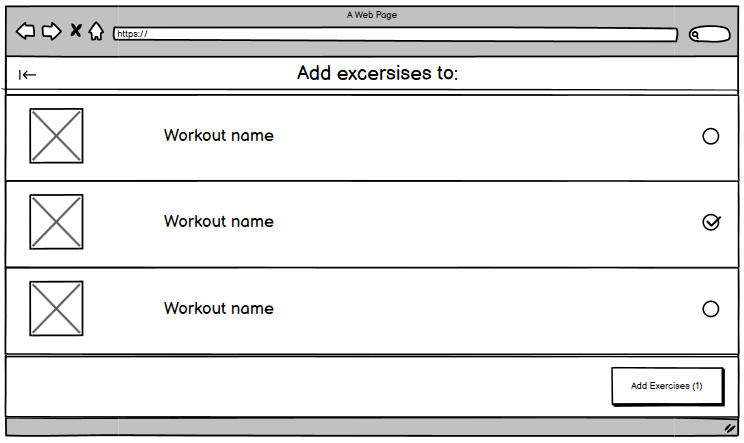 A Web Page
https://
Add excersises to:
Workout name
Workout name
Workout name
Add Exercises (1)